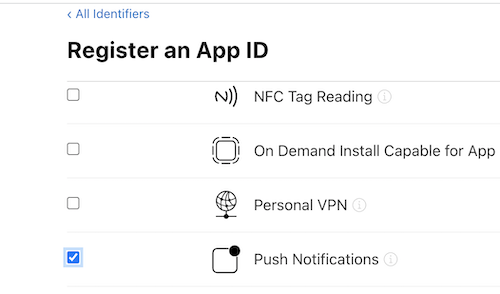 ‹ All Identifiers
Register an App ID
NFC Tag Reading
On Demand Install Capable for App
Personal VPN
Push Notifications